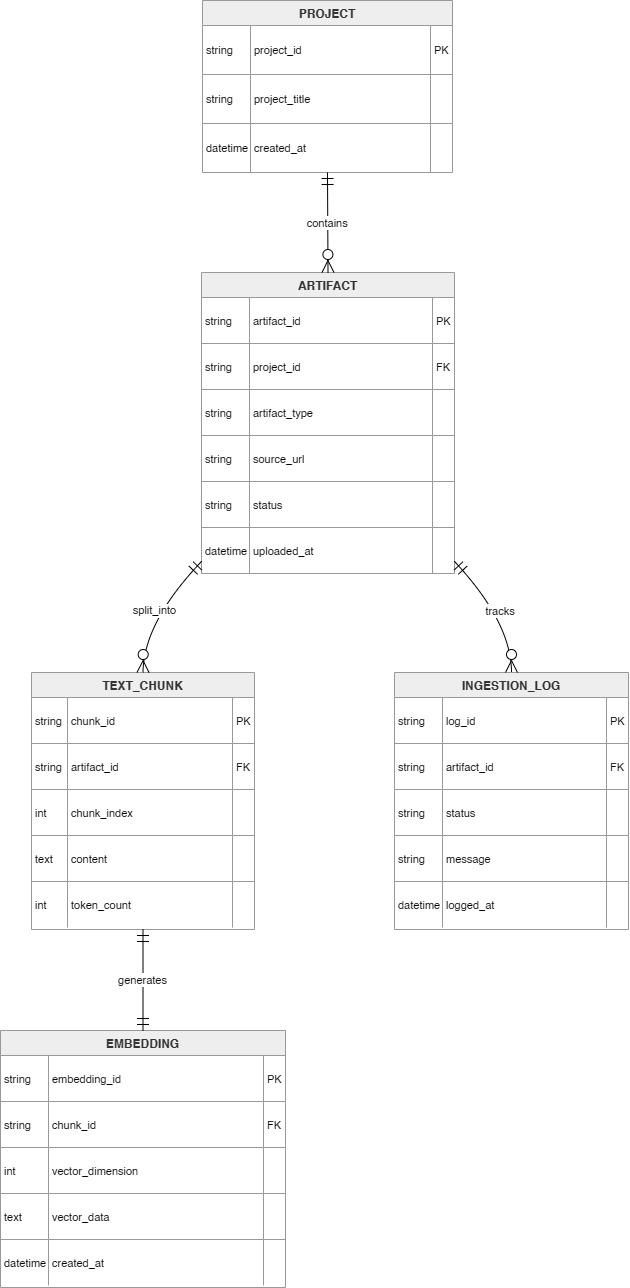 PROJECT
string project_id PK
string project_title
datetime created_at
contains
ARTIFACT
string artifact_id PK
string project_id FK
string artifact_type
string source_url
string status
datetime uploaded_at
split_into
tracks
TEXT_CHUNK
string chunk_id PK
string artifact_id FK
int chunk_index
text content
int token_count
INGESTION_LOG
string log_id PK
string artifact_id FK
string status
string message
datetime logged_at
generates
EMBEDDING
string embedding_id PK
string chunk_id FK
int vector_dimension
text vector_data
datetime created_at